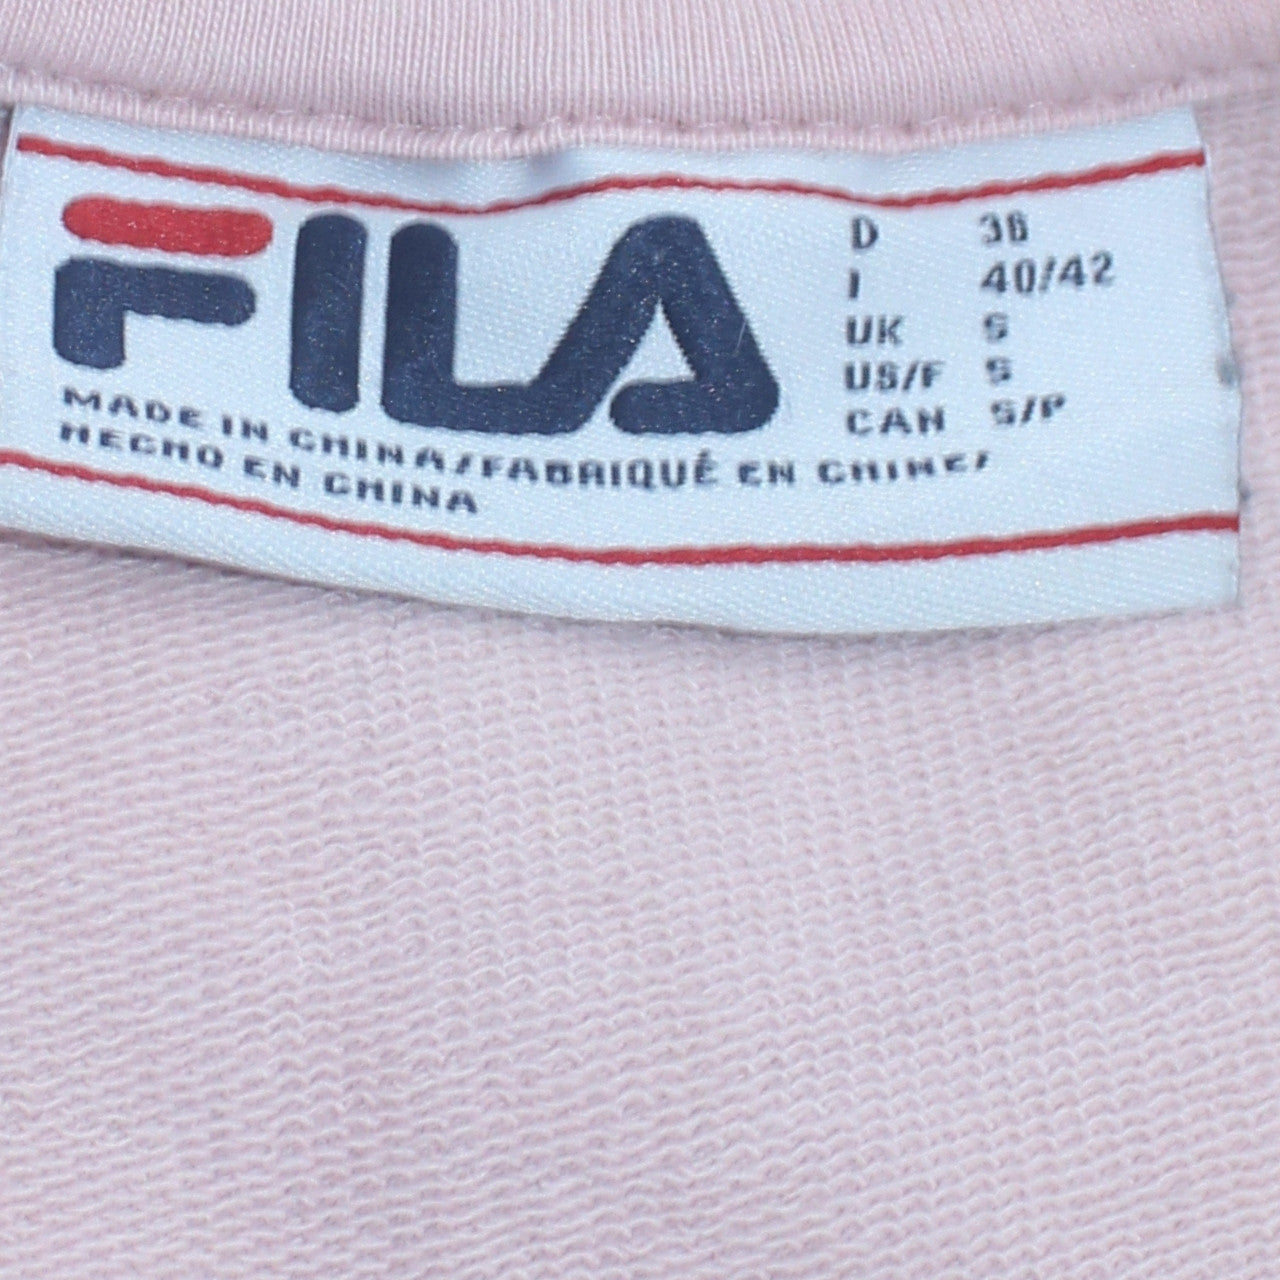 FILA
D 36
I 40/42
UK S
US/F S
CAN S/P
MADE IN CHINA/FABRIQUÉ EN CHINE/
HECHO EN CHINA